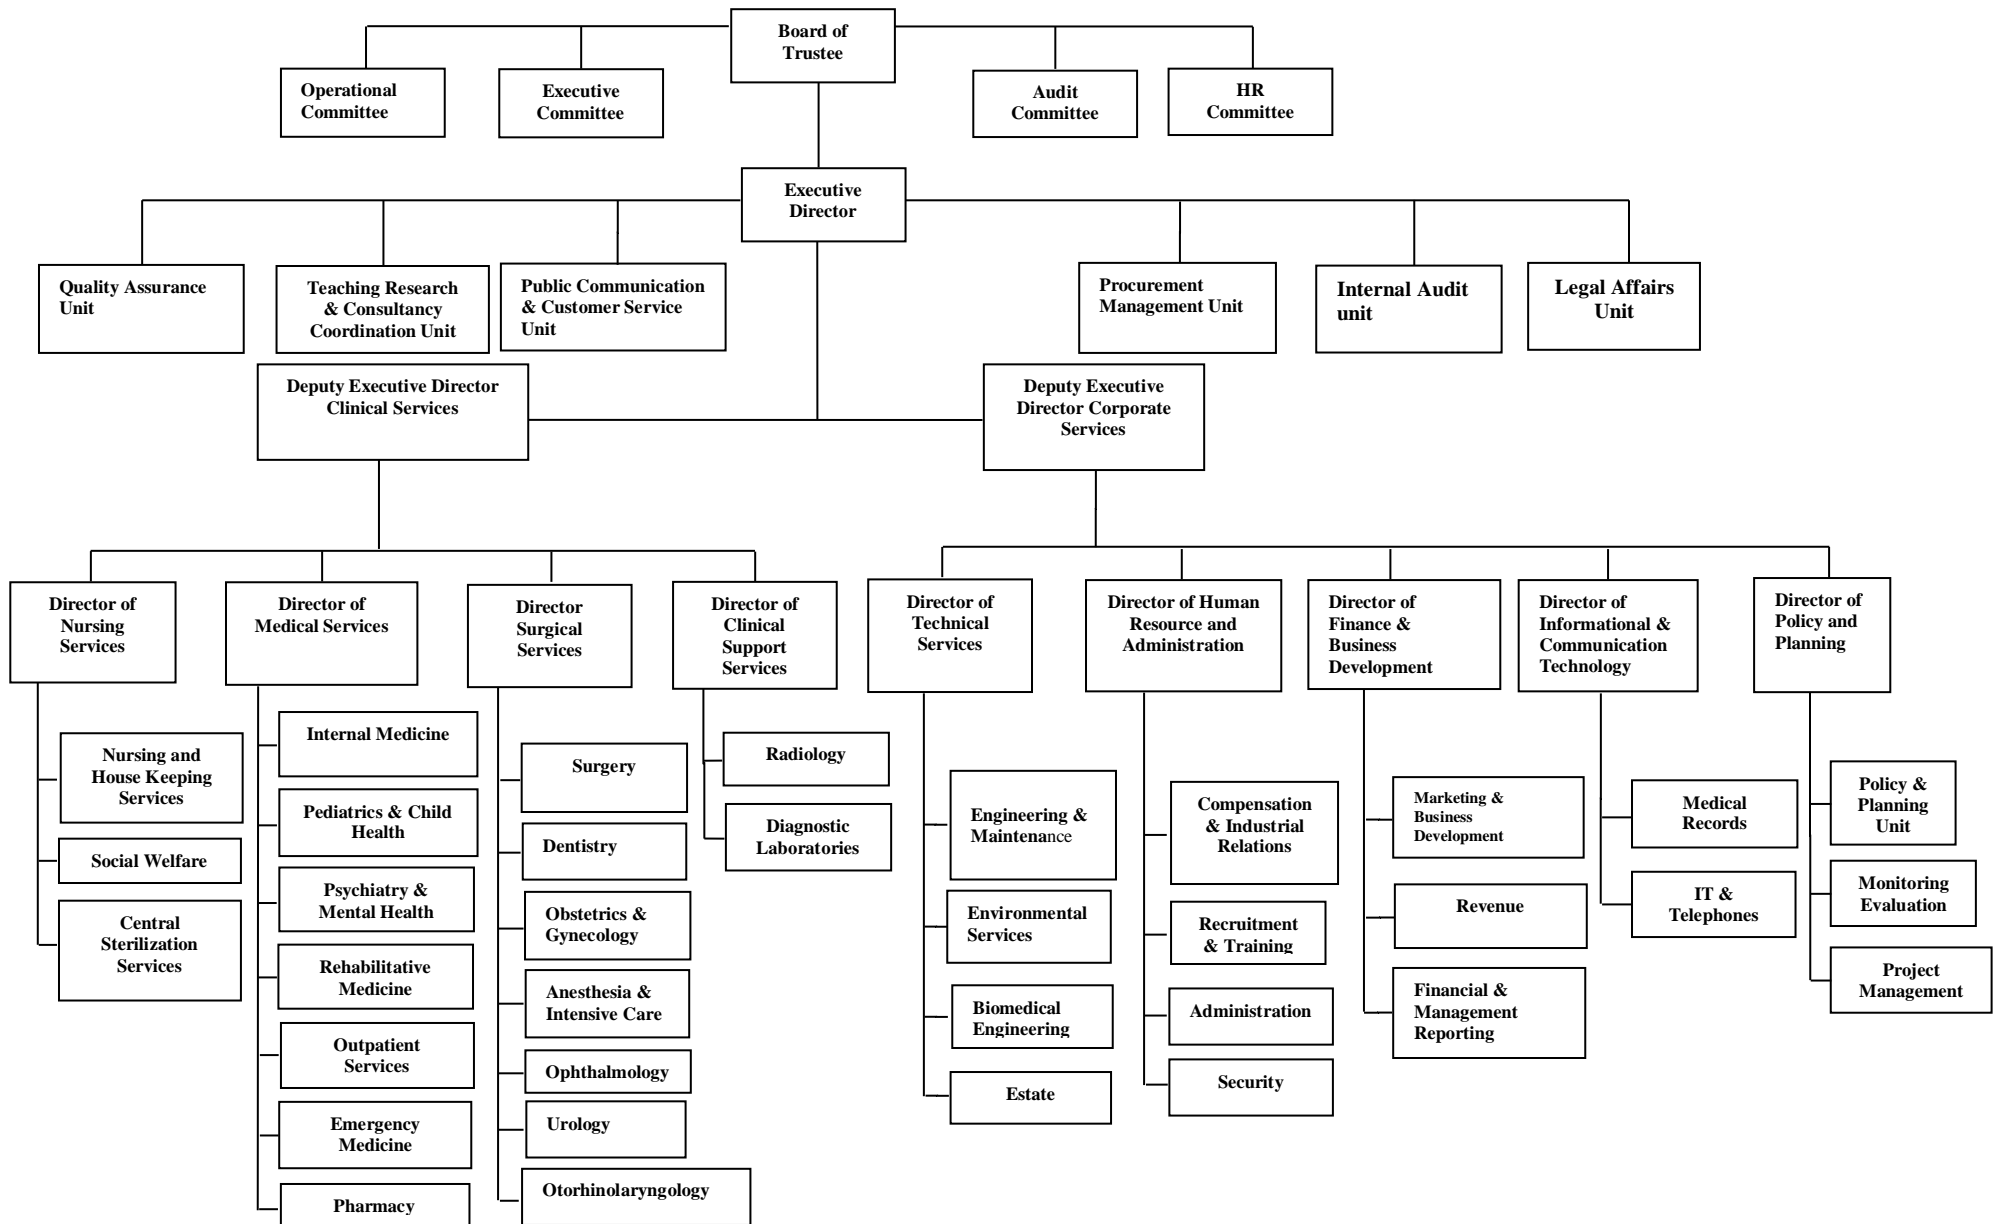 Board of
Trustee
Operational
Committee
Executive
Committee
Audit
Committee
HR
Committee
Executive
Director
Quality Assurance
Unit
Teaching Research
& Consultancy
Coordination Unit
Public Communication
& Customer Service
Unit
Procurement
Management Unit
Internal Audit
unit
Legal Affairs
Unit
Deputy Executive Director
Clinical Services
Deputy Executive
Director Corporate
Services
Director of
Nursing
Services
Director of
Medical Services
Director
Surgical
Services
Director of
Clinical
Support
Services
Director of
Technical
Services
Director of Human
Resource and
Administration
Director of
Finance &
Business
Development
Director of
Informational &
Communication
Technology
Director of
Policy and
Planning
Nursing and
House Keeping
Services
Social Welfare
Central
Sterilization
Services
Internal Medicine
Pediatrics & Child
Health
Psychiatry &
Mental Health
Rehabilitative
Medicine
Outpatient
Services
Emergency
Medicine
Pharmacy
Surgery
Dentistry
Obstetrics &
Gynecology
Anesthesia &
Intensive Care
Ophthalmology
Urology
Otorhinolaryngology
Radiology
Diagnostic
Laboratories
Engineering &
Maintenance
Environmental
Services
Biomedical
Engineering
Estate
Compensation
& Industrial
Relations
Recruitment
& Training
Administration
Security
Marketing &
Business
Development
Revenue
Financial &
Management
Reporting
Medical
Records
IT &
Telephones
Policy &
Planning
Unit
Monitoring
Evaluation
Project
Management